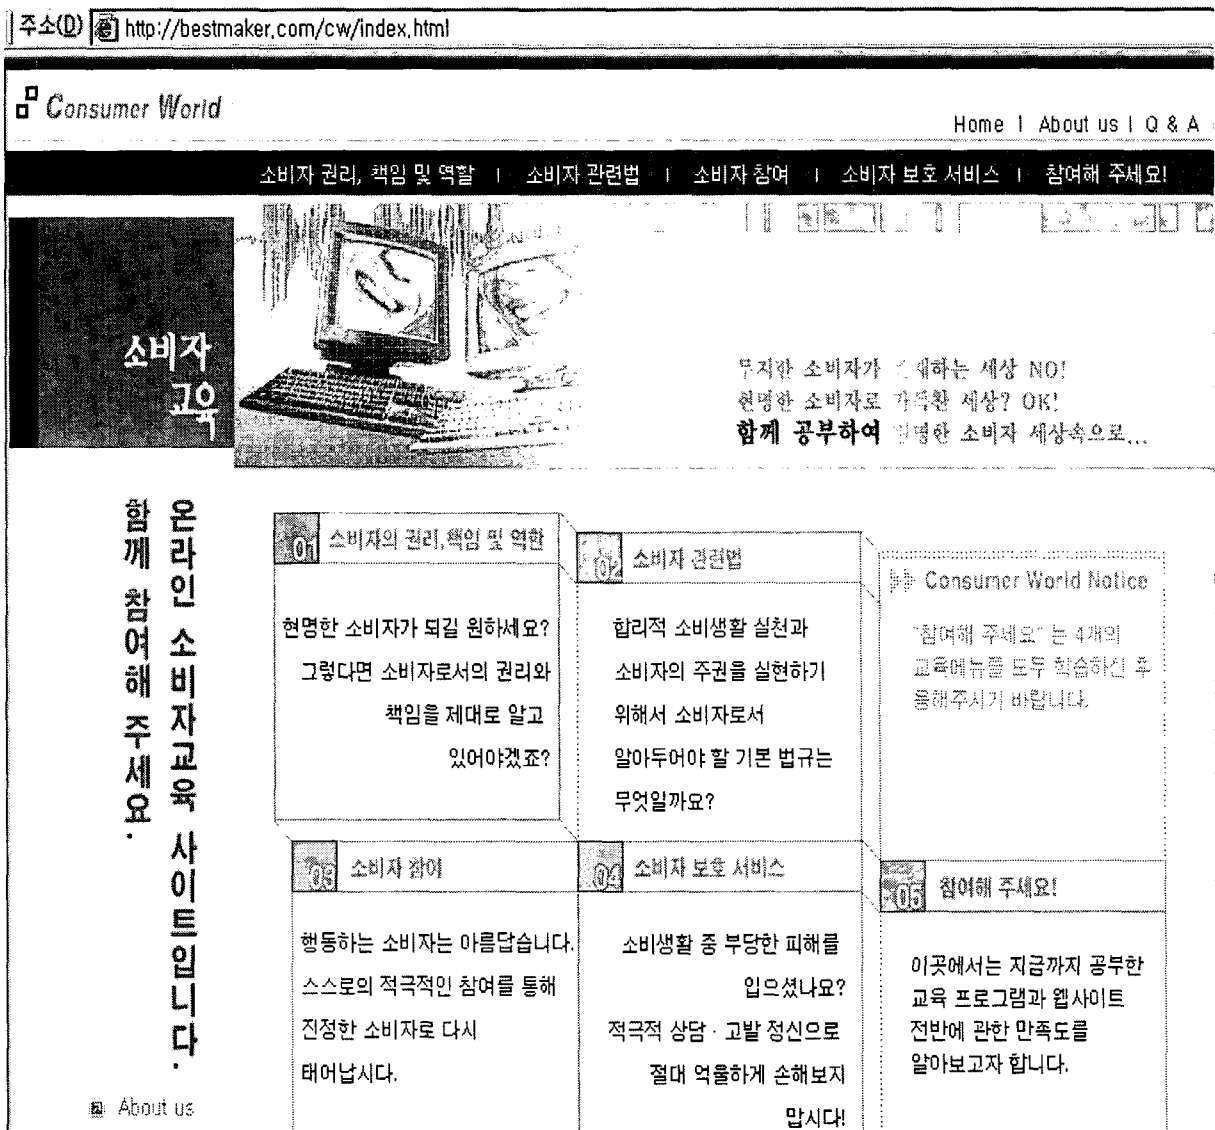 주소(D) http://bestmaker.com/cw/index.html
Consumer World
Home | About us | Q & A
소비자 권리, 책임 및 역할 | 소비자 관련법 | 소비자 참여 | 소비자 보호 서비스 | 참여해 주세요!
소비자
교육
무지한 소비자가 존재하는 세상 NO!
현명한 소비자로 가득한 세상? OK!
함께 공부하여 현명한 소비자 세상속으로...
온라인 소비자교육 사이트입니다.
함께 참여해 주세요.
About us
01 소비자의 권리,책임 및 역할
현명한 소비자가 되길 원하세요?
그렇다면 소비자로서의 권리와
책임을 제대로 알고
있어야겠죠?
02 소비자 관련법
합리적 소비생활 실천과
소비자의 주권을 실현하기
위해서 소비자로서
알아두어야 할 기본 법규는
무엇일까요?
Consumer World Notice
"참여해 주세요" 는 4개의
교육메뉴를 모두 학습하신 후
응해주시기 바랍니다.
03 소비자 참여
행동하는 소비자는 아름답습니다.
스스로의 적극적인 참여를 통해
진정한 소비자로 다시
태어납시다.
04 소비자 보호 서비스
소비생활 중 부당한 피해를
입으셨나요?
적극적 상담 · 고발 정신으로
절대 억울하게 손해보지
맙시다!
05 참여해 주세요!
이곳에서는 지금까지 공부한
교육 프로그램과 웹사이트
전반에 관한 만족도를
알아보고자 합니다.